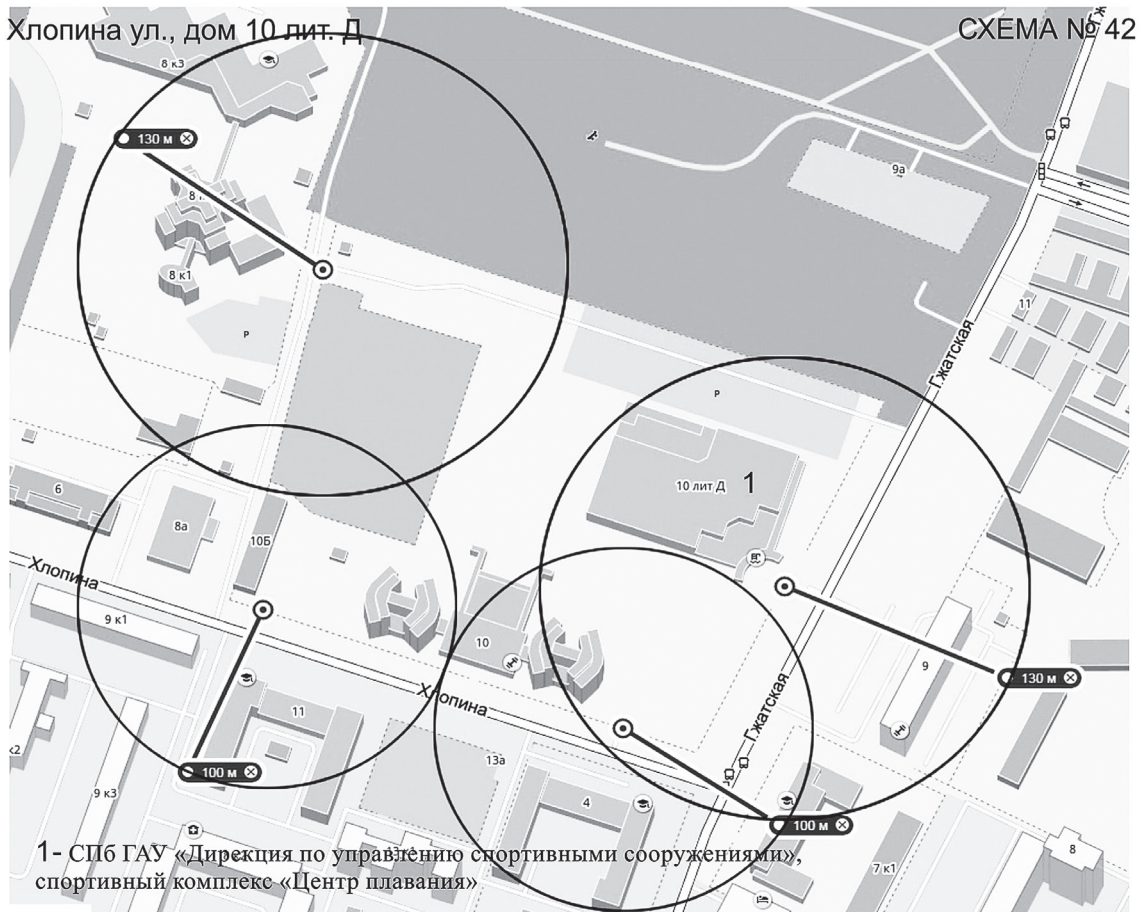 Хлопина ул., дом 10 лит. Д
СХЕМА № 42
8 к3
130 м
9а
8 к1
Р
11
Гжатская
Р
10 лит Д
1
6
8а
10Б
Хлопина
9 к1
10
9
130 м
Хлопина
Гжатская
11
13а
100 м
к2
9 к3
4
100 м
7 к1
8
1- СПб ГАУ «Дирекция по управлению спортивными сооружениями»,
спортивный комплекс «Центр плавания»